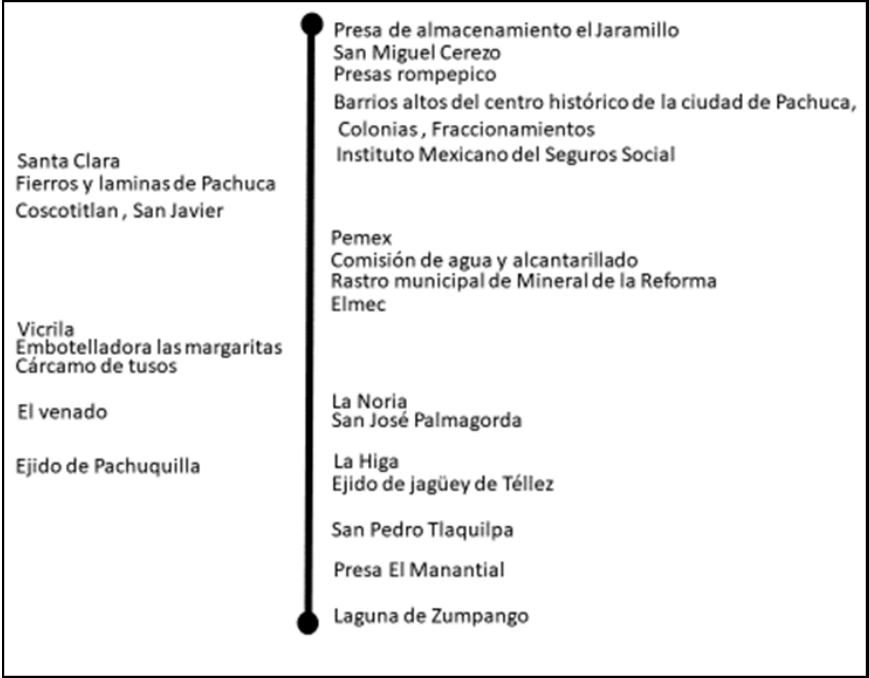 Presa de almacenamiento el Jaramillo
San Miguel Cerezo
Presas rompepico
Barrios altos del centro histórico de la ciudad de Pachuca,
Colonias , Fraccionamientos
Instituto Mexicano del Seguros Social
Santa Clara
Fierros y laminas de Pachuca
Coscotitlan , San Javier
Pemex
Comisión de agua y alcantarillado
Rastro municipal de Mineral de la Reforma
Elmec
Vicrila
Embotelladora las margaritas
Cárcamo de tusos
El venado
La Noria
San José Palmagorda
Ejido de Pachuquilla
La Higa
Ejido de jagüey de Téllez
San Pedro Tlaquilpa
Presa El Manantial
Laguna de Zumpango